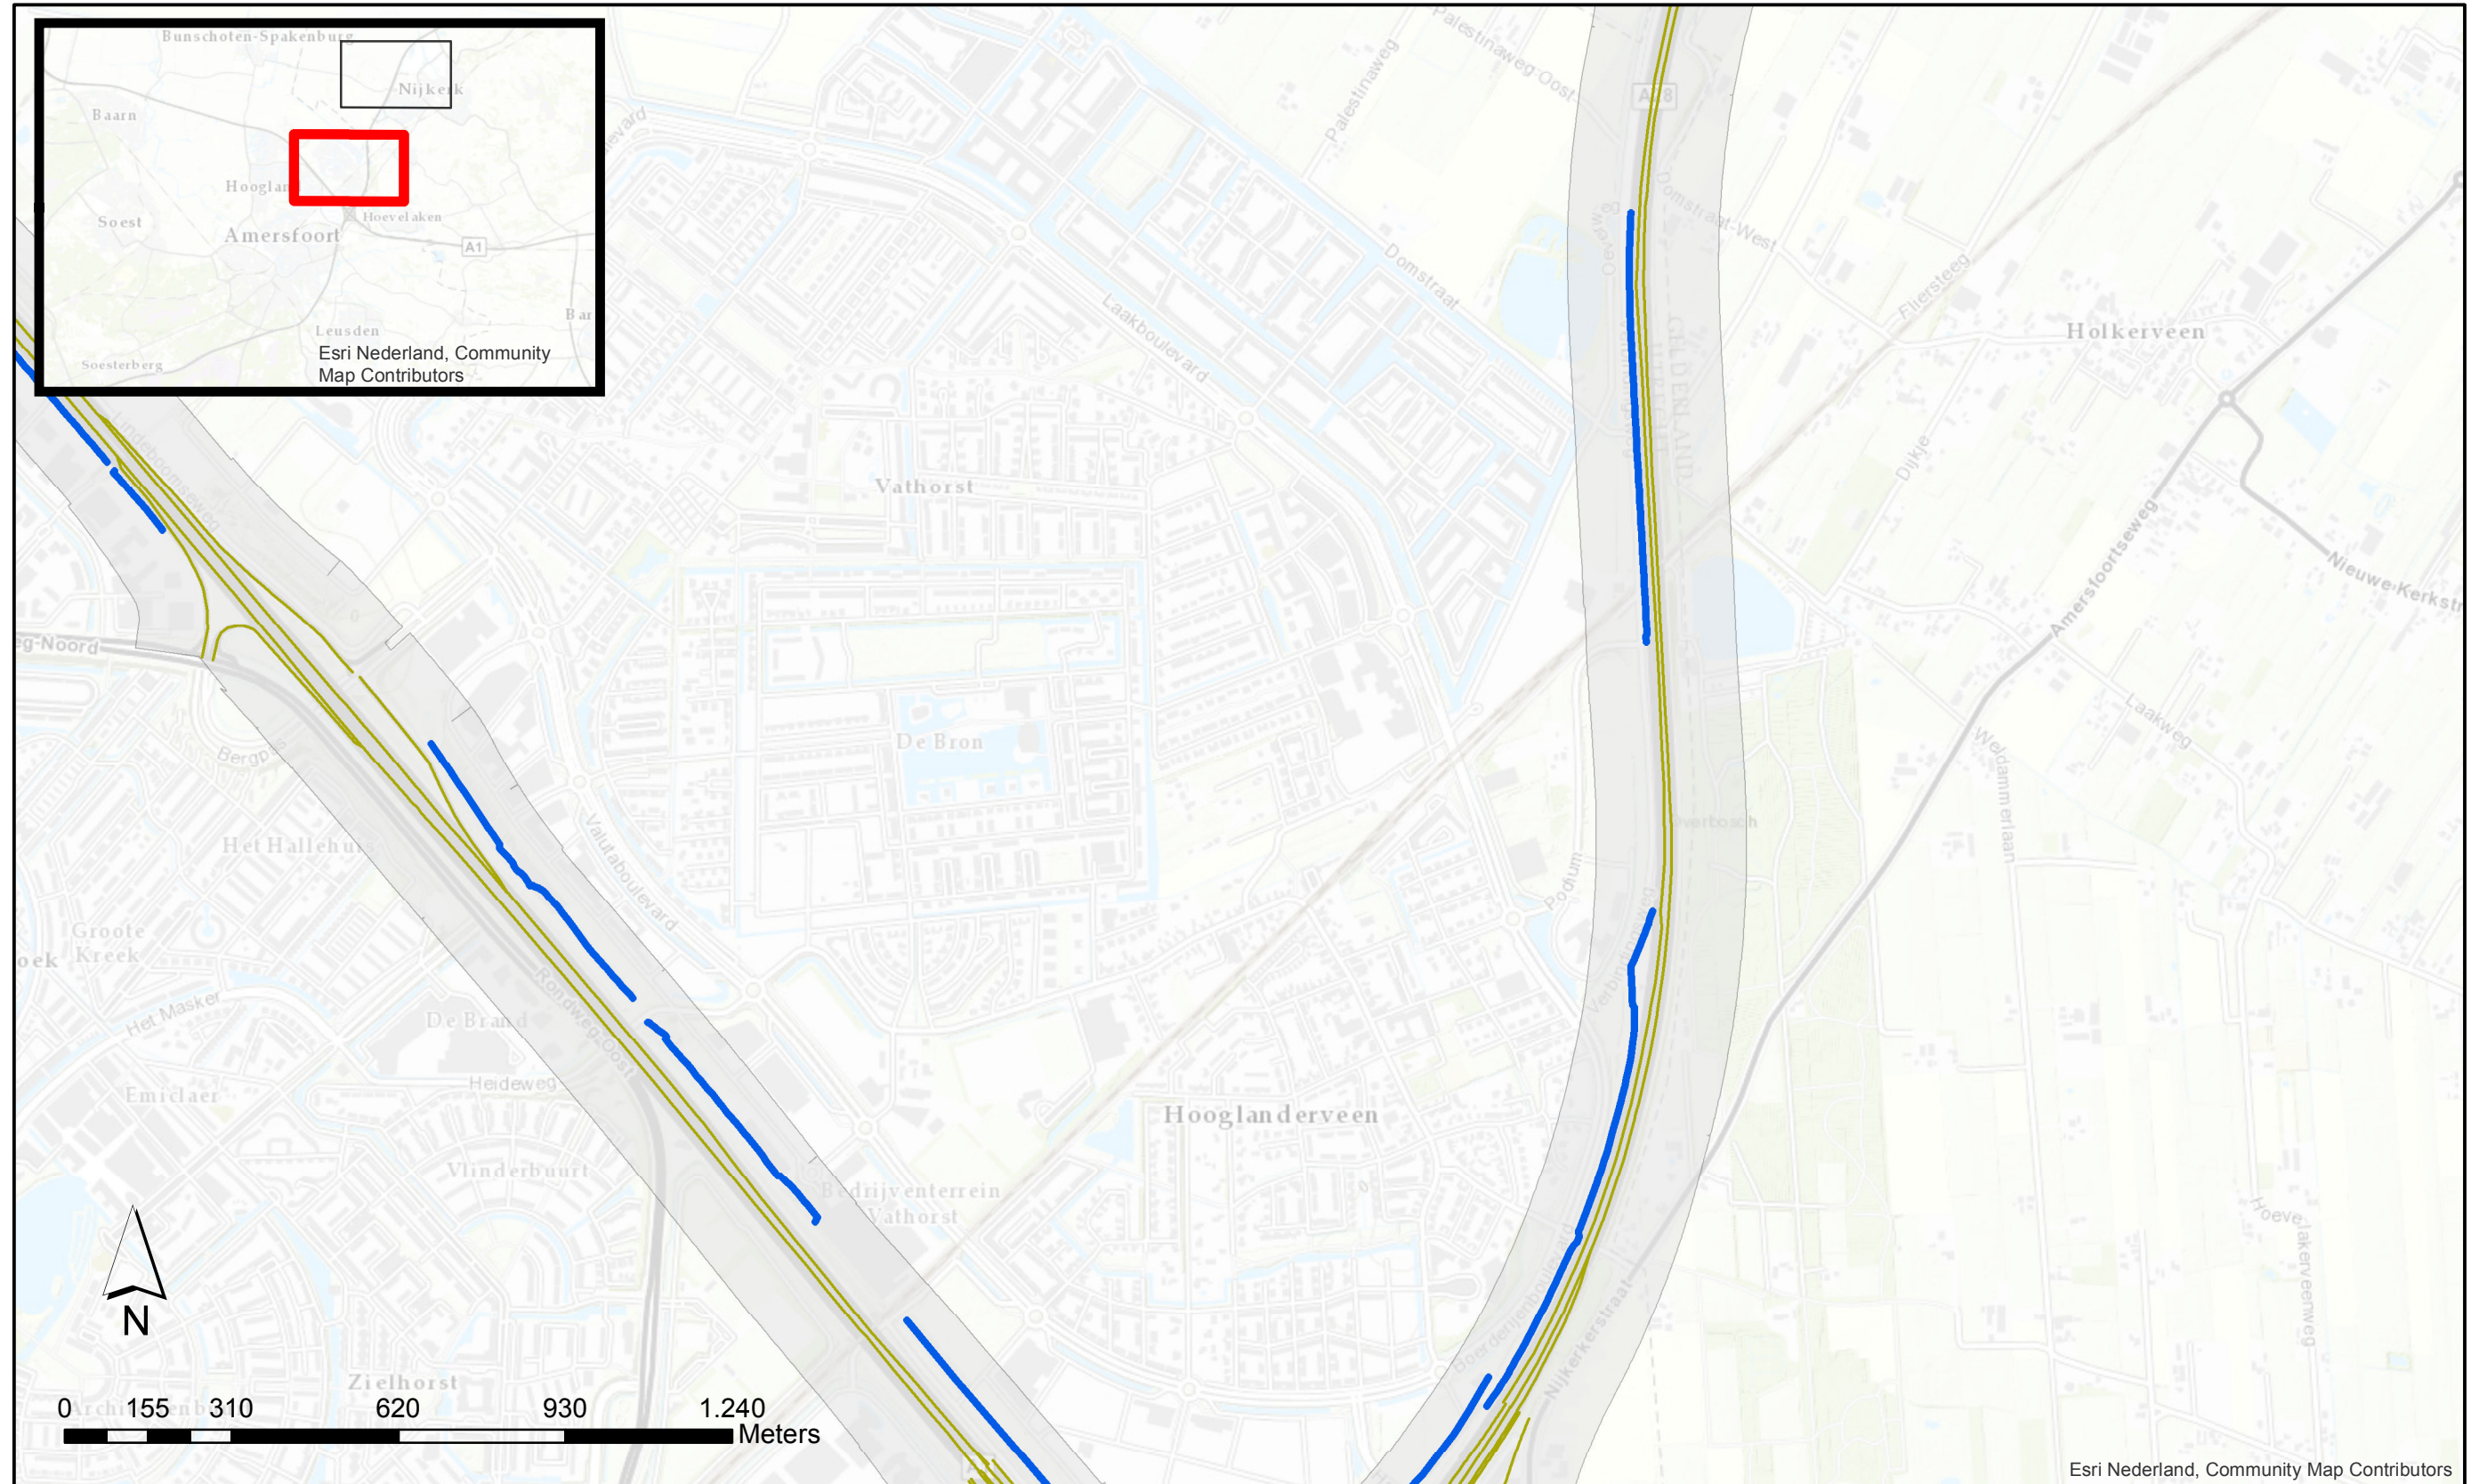 Bunschoten-Spakenburg
Nijkerk
Baarn
Hoogland
Soest
Hoevelaken
Amersfoort
A1
Bar
Leusden
Soesterberg
Esri Nederland, Community
Map Contributors
Palestinaweg
Palestinaweg-Oost
A28
Domstraat-West
Domstraat
Laakboulevard
Fliersteeg
Holkerveen
GELDERLAND
UTRECHT
Dijkje
Vathorst
Amersfoortseweg
Nieuwe-Kerkstr
eg-Noord
Laakweg
Weldammerlaan
De Bron
Bergpas
Valutaboulevard
Het Hallehuis
Overbosch
Podium
Groote
Kreek
oek
Het Masker
De Brand
Rondweg-Oost
Heideweg
Emiclaer
Hooglanderveen
Vlinderbuurt
Bedrijventerrein
Vathorst
Hoevelakerveenweg
Nijkerkerstraat
N
Zielhorst
0 155 310 620 930 1.240
Meters
Esri Nederland, Community Map Contributors